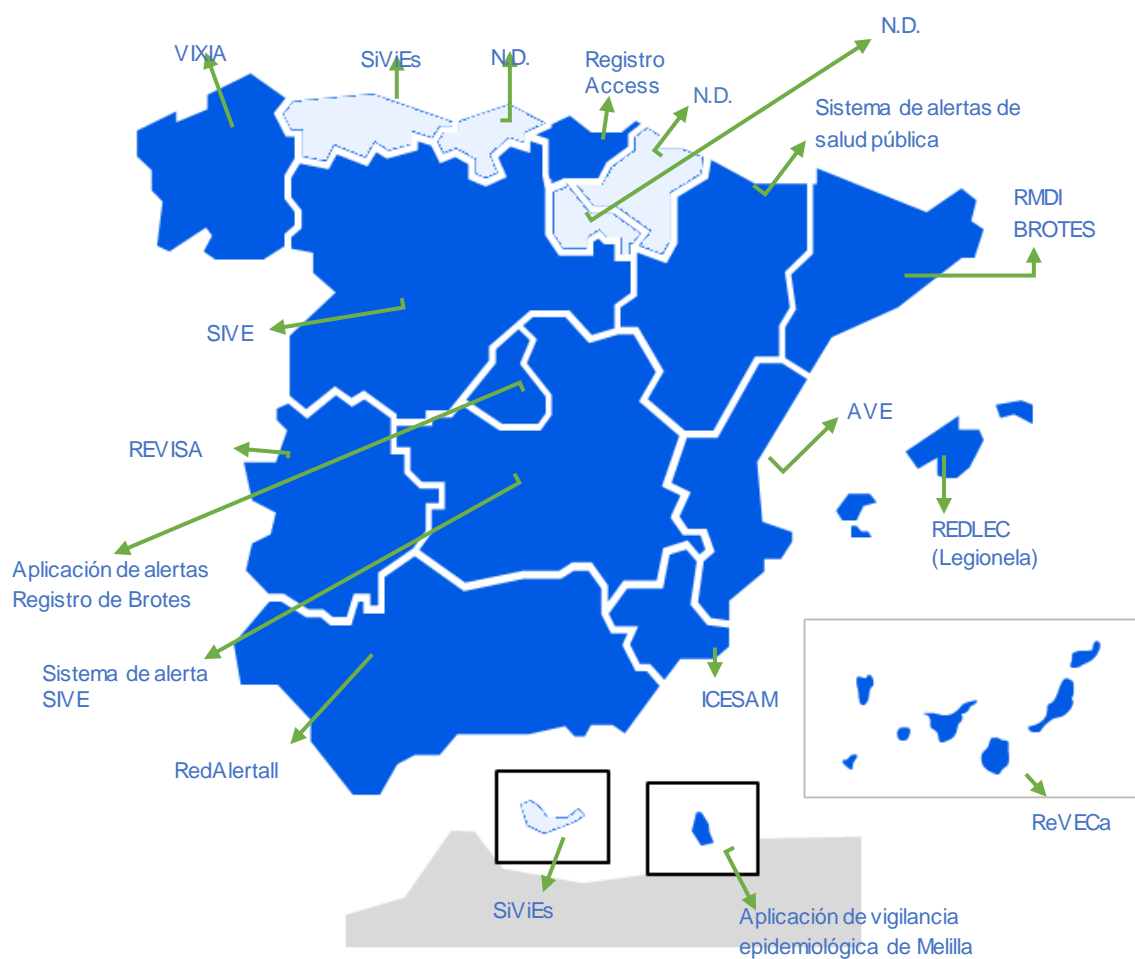 N.D.
VIXIA
SiViEs
N.D.
Registro
Access
N.D.
Sistema de alertas de
salud pública
RMDI
BROTES
SIVE
AVE
REVISA
REDLEC
(Legionela)
Aplicación de alertas
Registro de Brotes
Sistema de alerta
SIVE
ICESAM
RedAlertaII
ReVECa
SiViEs
Aplicación de vigilancia
epidemiológica de Melilla